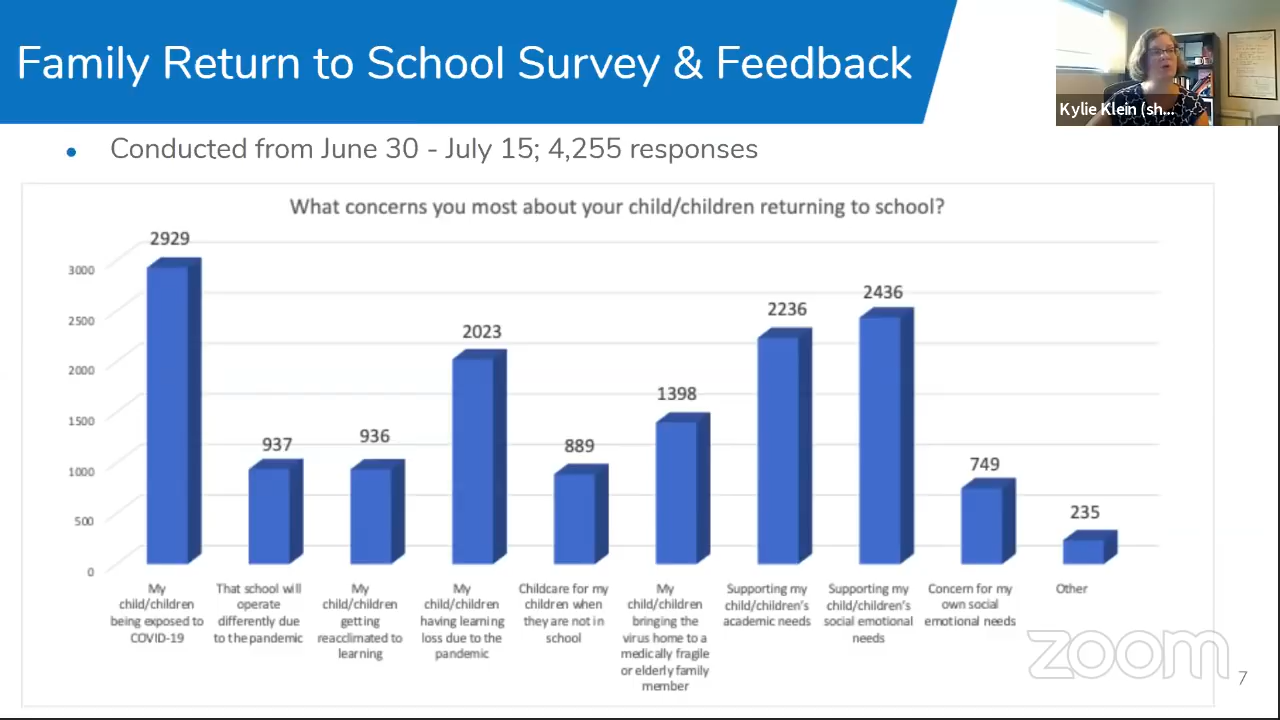 Family Return to School Survey & Feedback
Kylie Klein (sh...
• Conducted from June 30 - July 15; 4,255 responses
What concerns you most about your child/children returning to school?
3000
2500
2000
1500
1000
500
0
2929
937
936
2023
889
1398
2236
2436
749
235
My
child/children
being exposed to
COVID-19
That school will
operate
differently due
to the pandemic
My
child/children
getting
reacclimated to
learning
My
child/children
having learning
loss due to the
pandemic
Childcare for my
children when
they are not in
school
My
child/children
bringing the
virus home to a
medically fragile
or elderly family
member
Supporting my
child/children's
academic needs
Supporting my
child/children's
social emotional
needs
Concern for my
own social
emotional needs
Other
zoom
7